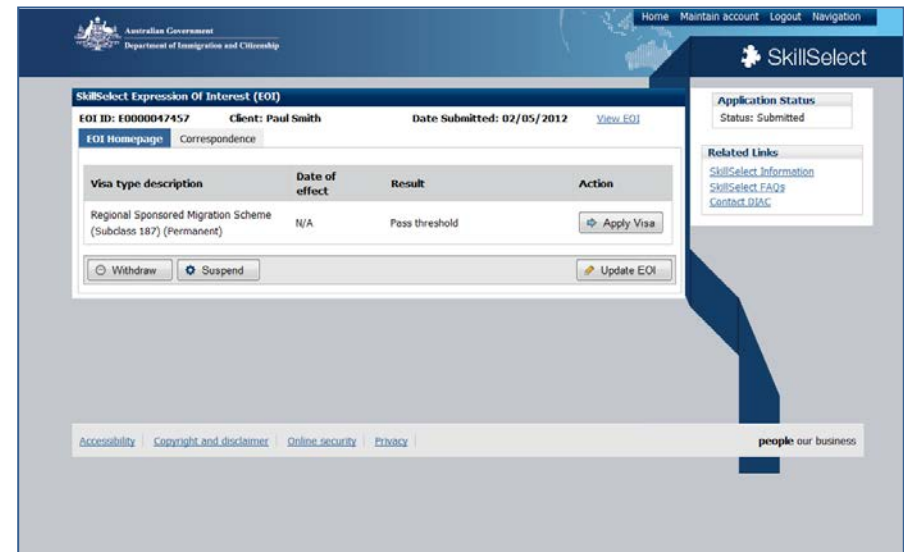 Home Maintain account Logout Navigation
Australian Government
Department of Immigration and Citizenship
SkillSelect
SkillSelect Expression Of Interest (EOI)
EOI ID: E0000047457 Client: Paul Smith Date Submitted: 02/05/2012 View EOI
EOI Homepage Correspondence
Visa type description Date of effect Result Action
Regional Sponsored Migration Scheme
(Subclass 187) (Permanent) N/A Pass threshold Apply Visa
Withdraw Suspend Update EOI
Application Status
Status: Submitted
Related Links
SkillSelect Information
SkillSelect FAQs
Contact DIAC
Accessibility Copyright and disclaimer Online security Privacy people our business